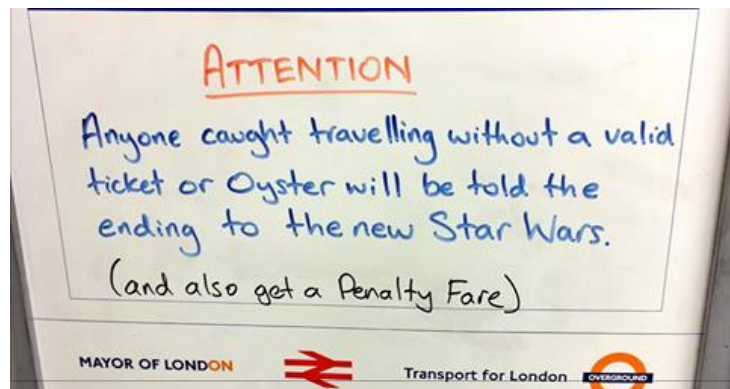 ATTENTION
Anyone caught travelling without a valid
ticket or Oyster will be told the
ending to the new Star Wars.
(and also get a Penalty Fare)
MAYOR OF LONDON
Transport for London
OVERGROUND